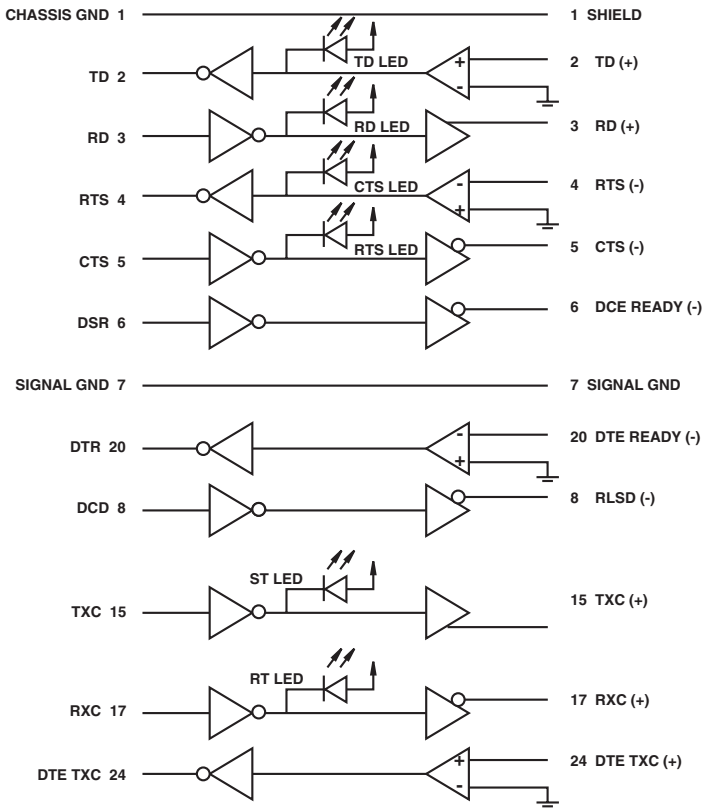 CHASSIS GND 1 1 SHIELD
TD 2 TD LED + - 2 TD (+)
RD 3 RD LED 3 RD (+)
RTS 4 CTS LED - + 4 RTS (-)
CTS 5 RTS LED 5 CTS (-)
DSR 6 6 DCE READY (-)
SIGNAL GND 7 7 SIGNAL GND
DTR 20 - + 20 DTE READY (-)
DCD 8 8 RLSD (-)
ST LED
TXC 15 15 TXC (+)
RT LED
RXC 17 17 RXC (+)
DTE TXC 24 + - 24 DTE TXC (+)